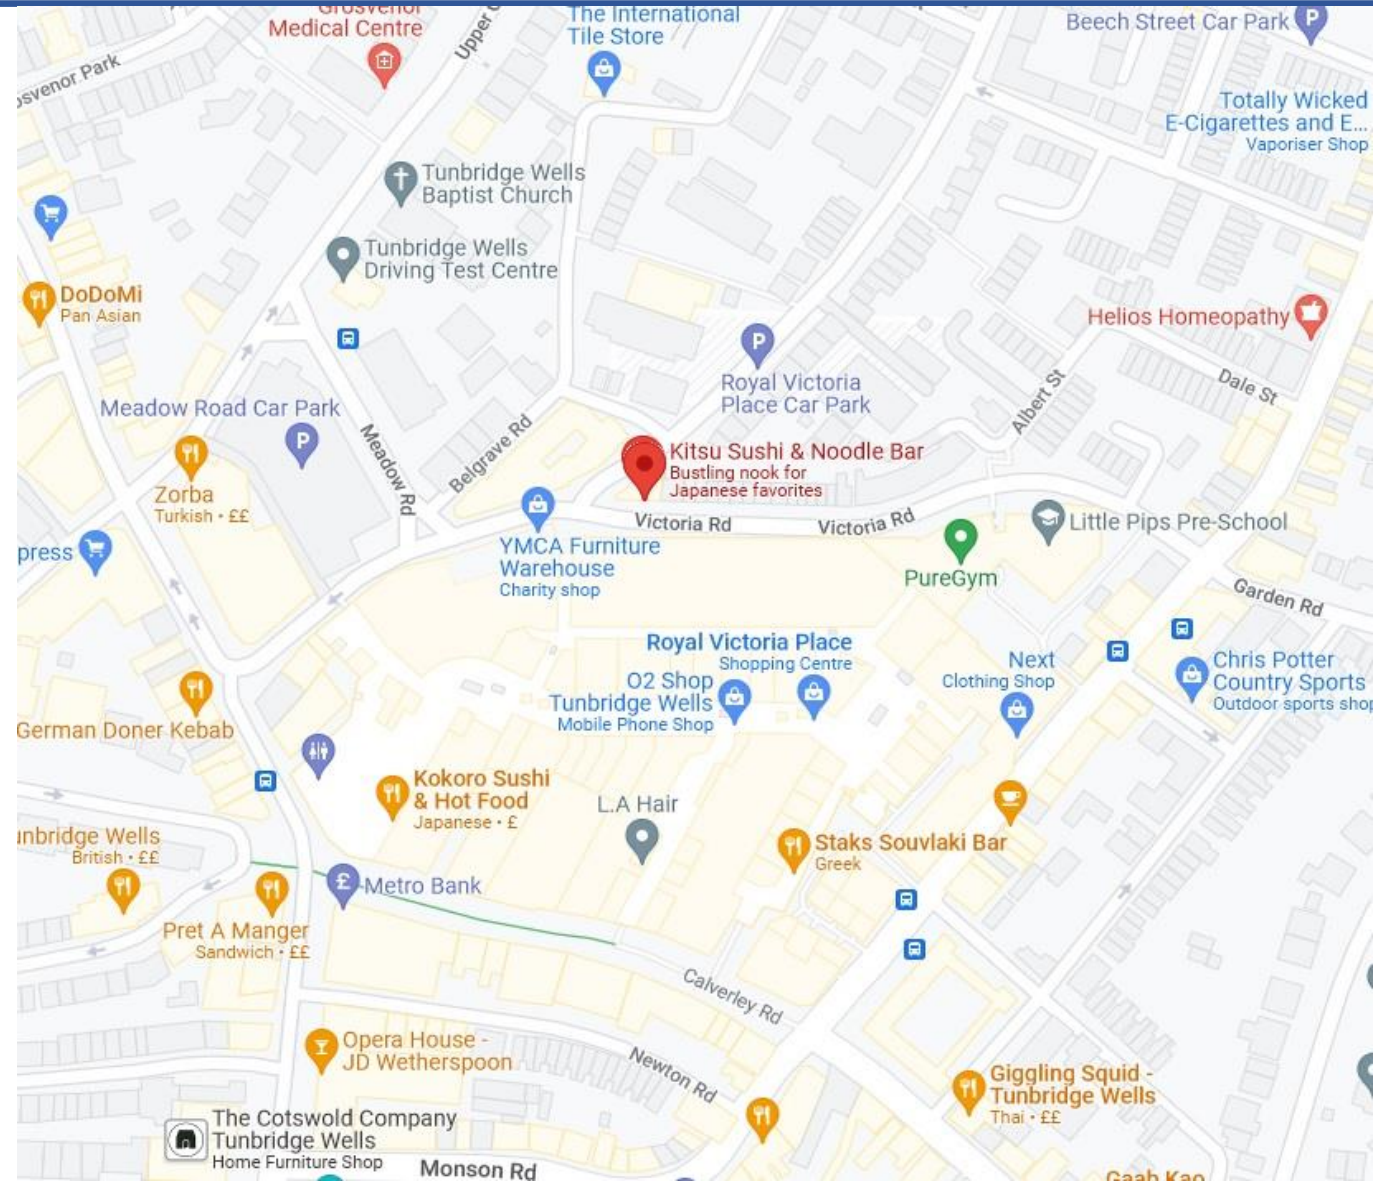 Grosvenor
Medical Centre
Upper
The International
Tile Store
Beech Street Car Park
P
Totally Wicked
E-Cigarettes and E...
Vaporiser Shop
osvenor Park
Tunbridge Wells
Baptist Church
Tunbridge Wells
Driving Test Centre
DoDoMi
Pan Asian
Helios Homeopathy
P
Royal Victoria
Place Car Park
Albert St
Dale St
Meadow Road Car Park
P
Meadow Rd
Belgrave Rd
Kitsu Sushi & Noodle Bar
Bustling nook for
Japanese favorites
Zorba
Turkish • ££
Victoria Rd
Victoria Rd
Little Pips Pre-School
press
YMCA Furniture
Warehouse
Charity shop
PureGym
Garden Rd
Royal Victoria Place
Shopping Centre
O2 Shop
Tunbridge Wells
Mobile Phone Shop
Next
Clothing Shop
Chris Potter
Country Sports
Outdoor sports shop
German Doner Kebab
Kokoro Sushi
& Hot Food
Japanese • £
L.A Hair
Staks Souvlaki Bar
Greek
unbridge Wells
British • ££
£
Metro Bank
Pret A Manger
Sandwich • ££
Calverley Rd
Opera House -
JD Wetherspoon
Newton Rd
Giggling Squid -
Tunbridge Wells
Thai • ££
The Cotswold Company
Tunbridge Wells
Home Furniture Shop
Monson Rd
Gaab Kao